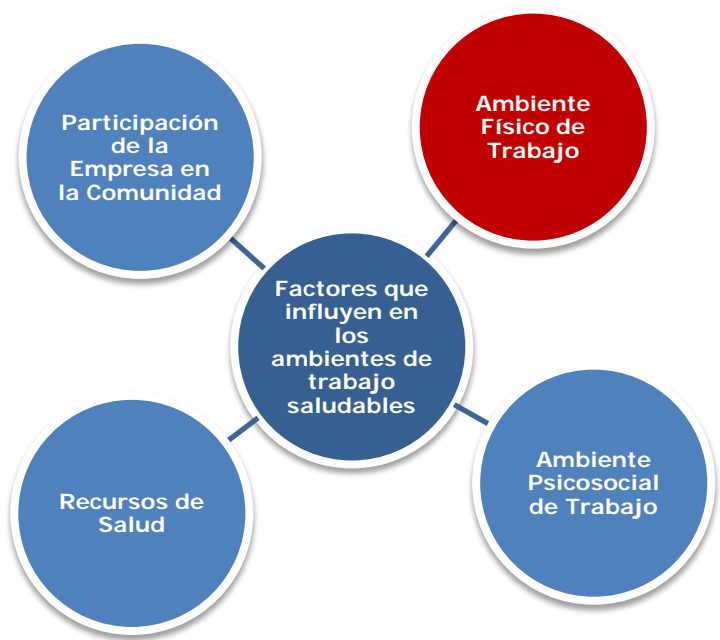 Participación
de la
Empresa en
la Comunidad
Ambiente
Físico de
Trabajo
Factores que
influyen en
los
ambientes de
trabajo
saludables
Recursos de
Salud
Ambiente
Psicosocial
de Trabajo